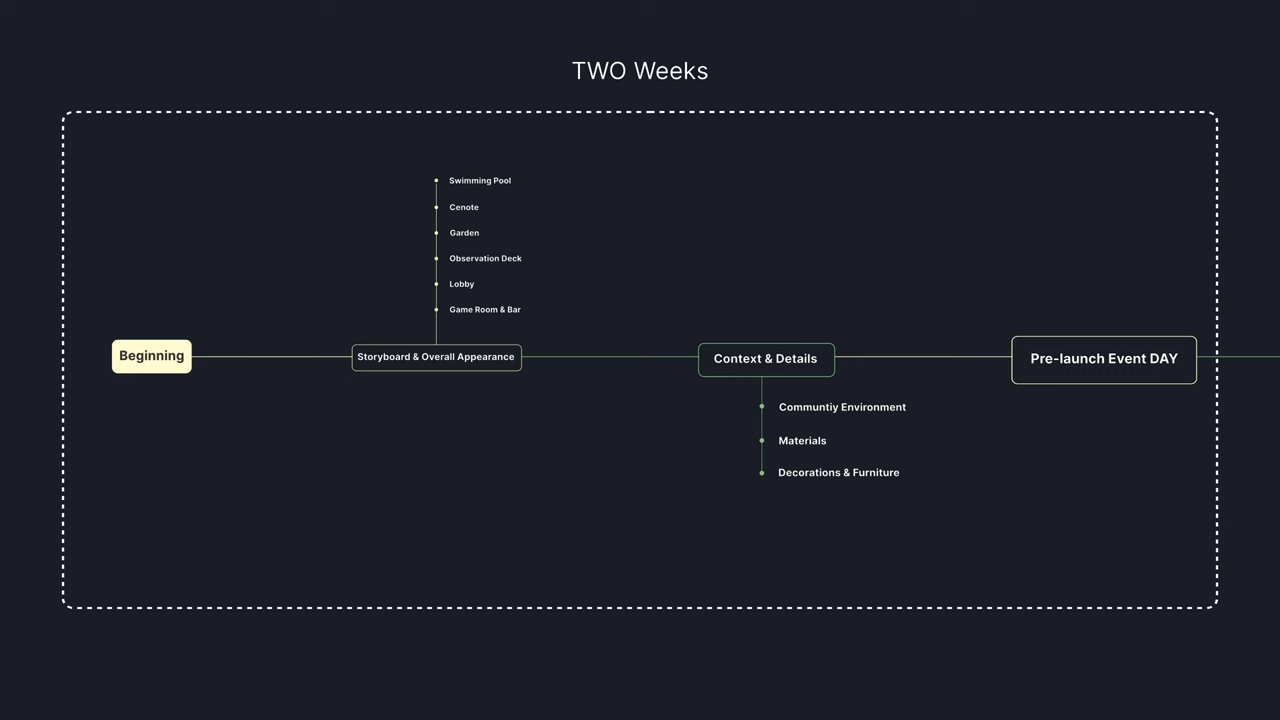 TWO Weeks
Swimming Pool
Cenote
Garden
Observation Deck
Lobby
Game Room & Bar
Beginning
Storyboard & Overall Appearance
Context & Details
Pre-launch Event DAY
Communtiy Environment
Materials
Decorations & Furniture